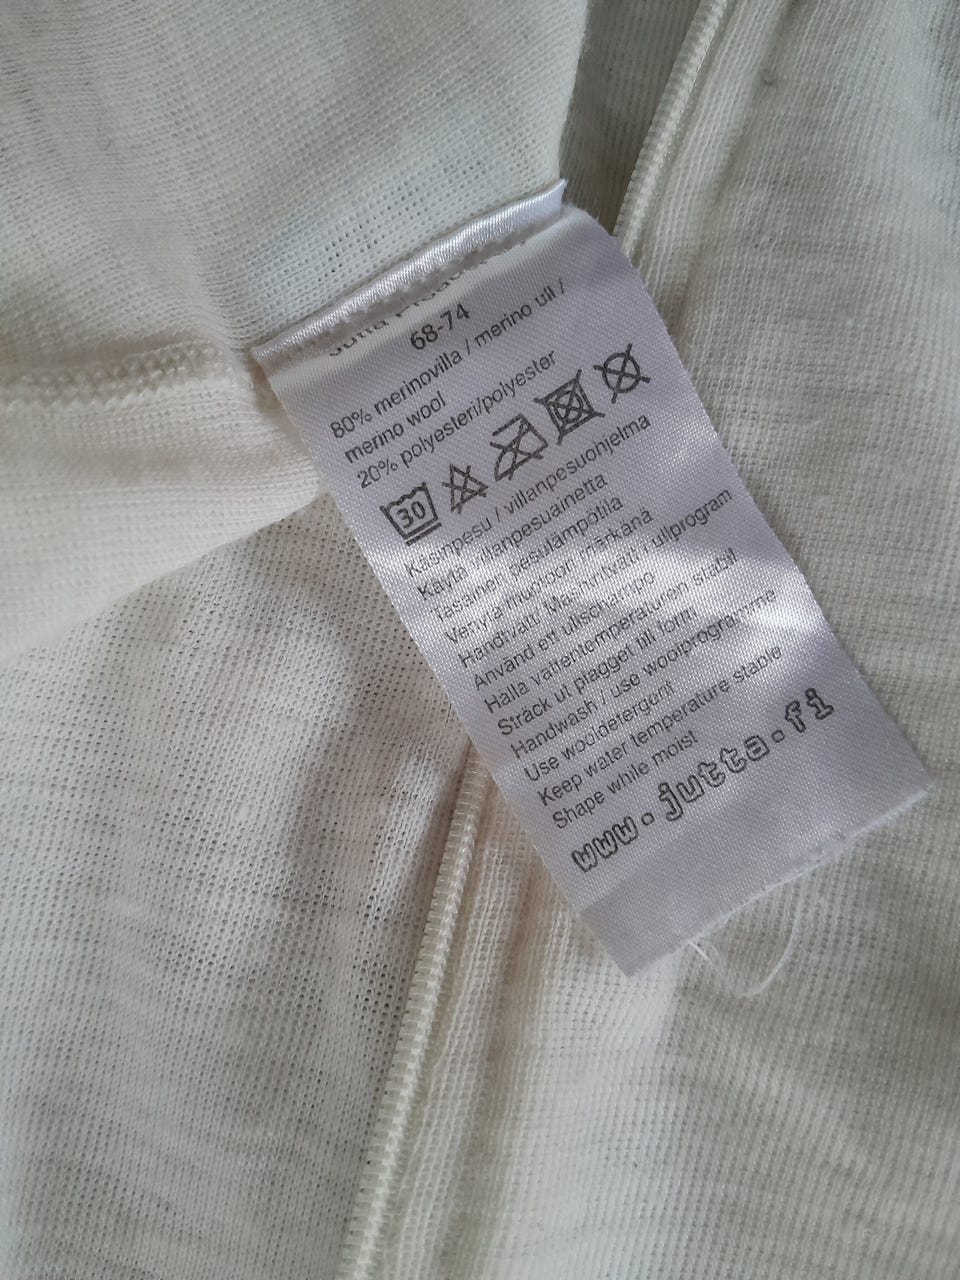 68-74
80% merinovilla / merino ull /
merino wool
20% polyesteri/polyester
30
Käsinpesu / villanpesuohjelma
Käytä villanpesuainetta
Tasainen pesulämpötila
Venytä muotoon märkänä
Handtvätt / Maskintvätt i ullprogram
Använd ett ullschampo
Hålla vattentemperaturen stabil
Sträck ut plagget till form
Handwash / use woolprogramme
Use wooldetergent
Keep water temperature stable
Shape while moist
www.jutta.fi